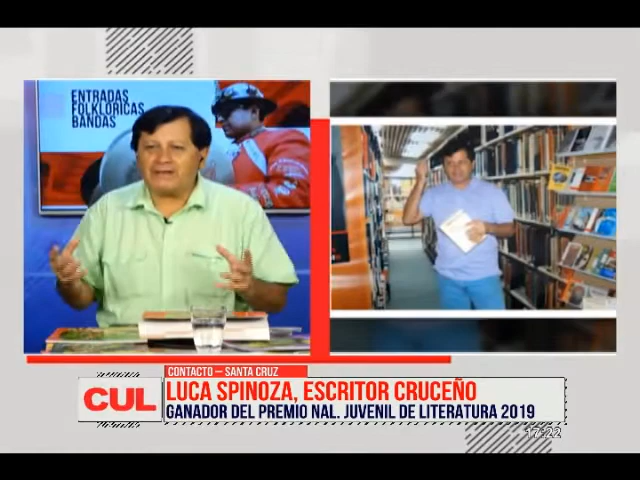 ENTRADAS
FOLKLÓRICAS
BANDAS
CONTACTO – SANTA CRUZ
LUCA SPINOZA, ESCRITOR CRUCEÑO
CUL
GANADOR DEL PREMIO NAL. JUVENIL DE LITERATURA 2019
17:22